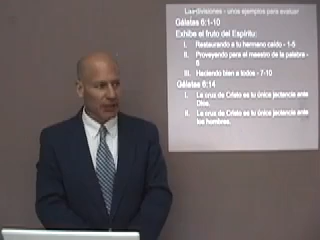 Las divisiones - unos ejemplos para evaluar
Gálatas 6:1-10
Exhibe el fruto del Espíritu:
I. Restaurando a tu hermano caído - 1-5
II. Proveyendo para el maestro de la palabra -
6
III. Haciendo bien a todos - 7-10
Gálatas 6:14
I. La cruz de Cristo es tu única jactancia ante
Dios.
II. La cruz de Cristo es tu única jactancia ante
los hombres.